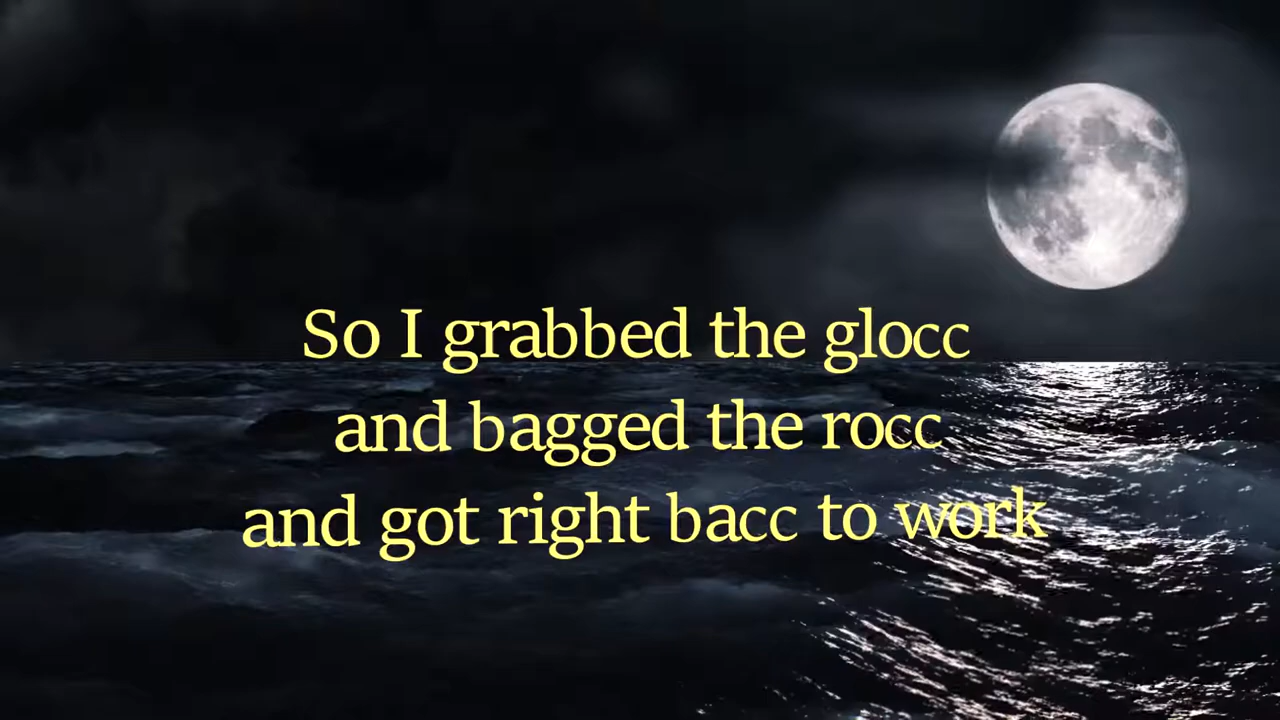 So I grabbed the glocc
and bagged the rocc
and got right bacc to work